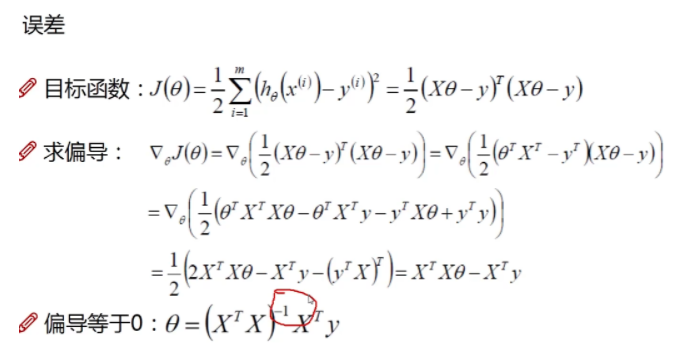 误差
目标函数：J(θ)=1/2 ∑_{i=1}^{m} (h_θ(x^{(i)})−y^{(i)})^2 = 1/2 (Xθ−y)^T (Xθ−y)
求偏导： ∇_θ J(θ)=∇_θ (1/2 (Xθ−y)^T (Xθ−y)) = ∇_θ (1/2 (θ^T X^T − y^T)(Xθ−y))
=∇_θ (1/2 (θ^T X^T Xθ − θ^T X^T y − y^T Xθ + y^T y))
= 1/2 (2X^T Xθ − X^T y − (y^T X)^T) = X^T Xθ − X^T y
偏导等于0：θ = (X^T X)^{-1} X^T y